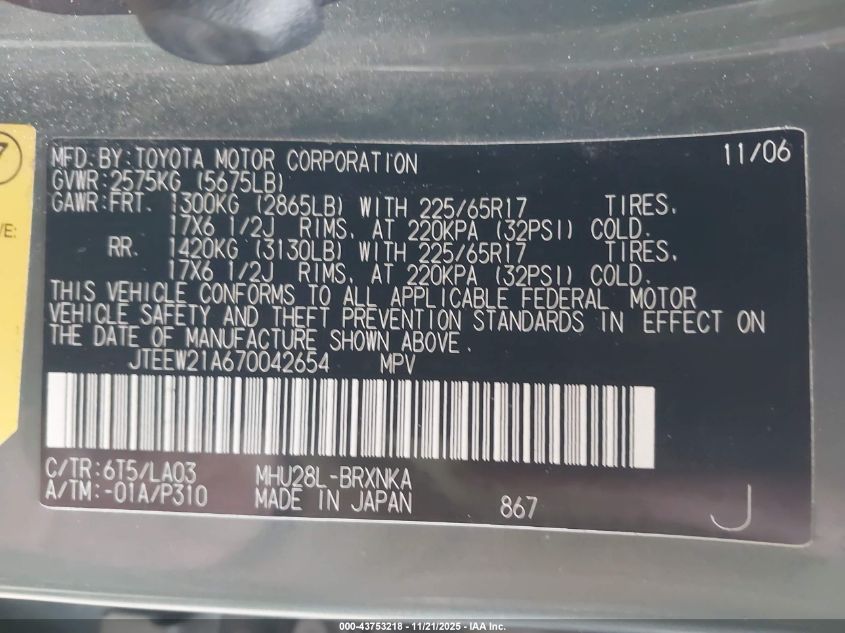 7
/E:
MFD. BY: TOYOTA MOTOR CORPORATION 11/06
GVWR: 2575KG (5675LB)
GAWR: FRT. 1300KG (2865LB) WITH 225/65R17 TIRES,
17X6 1/2J RIMS, AT 220KPA (32PSI) COLD.
RR. 1420KG (3130LB) WITH 225/65R17 TIRES,
17X6 1/2J RIMS, AT 220KPA (32PSI) COLD.
THIS VEHICLE CONFORMS TO ALL APPLICABLE FEDERAL MOTOR
VEHICLE SAFETY AND THEFT PREVENTION STANDARDS IN EFFECT ON
THE DATE OF MANUFACTURE SHOWN ABOVE.
JTEEW21A670042654 MPV
C/TR: 6T5/LA03 MHU28L-BRXNKA
A/TM: -01A/P310 MADE IN JAPAN 867 J
000-43753218 - 11/21/2025 - IAA Inc.